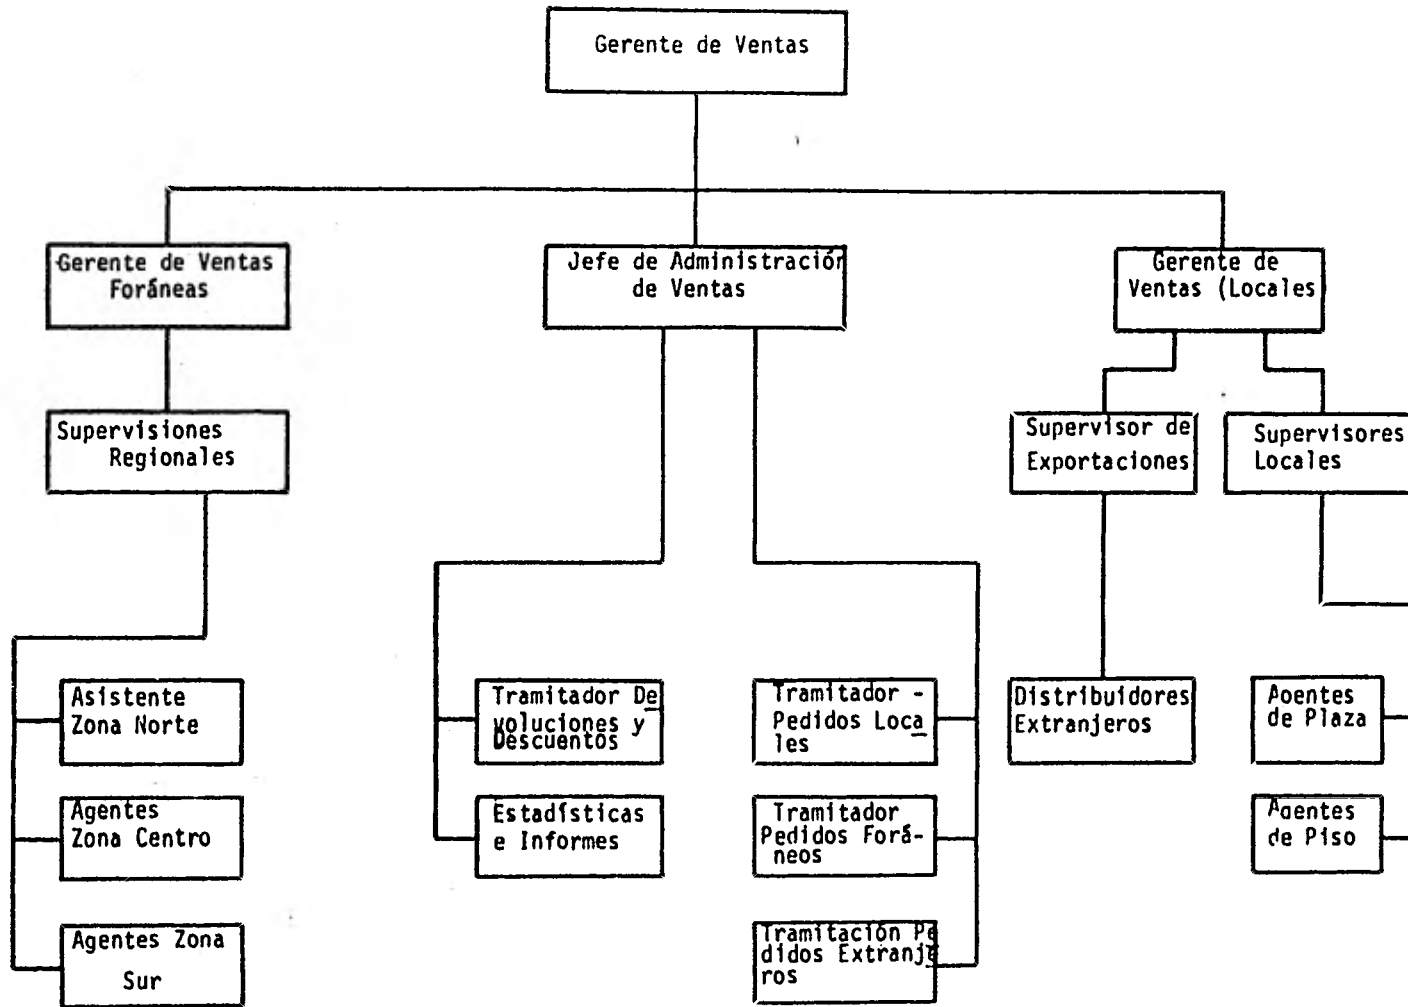 Gerente de Ventas
Gerente de Ventas
Foráneas
Jefe de Administración
de Ventas
Gerente de
Ventas (Locales
Supervisiones
Regionales
Supervisor de
Exportaciones
Supervisores
Locales
Asistente
Zona Norte
Tramitador De
voluciones y
Descuentos
Tramitador -
Pedidos Loca
les
Distribuidores
Extranjeros
Agentes
de Plaza
Agentes
Zona Centro
Estadísticas
e Informes
Tramitador
Pedidos Forá-
neos
Agentes
de Piso
Agentes Zona
Sur
Tramitación Pe
didos Extranje
ros